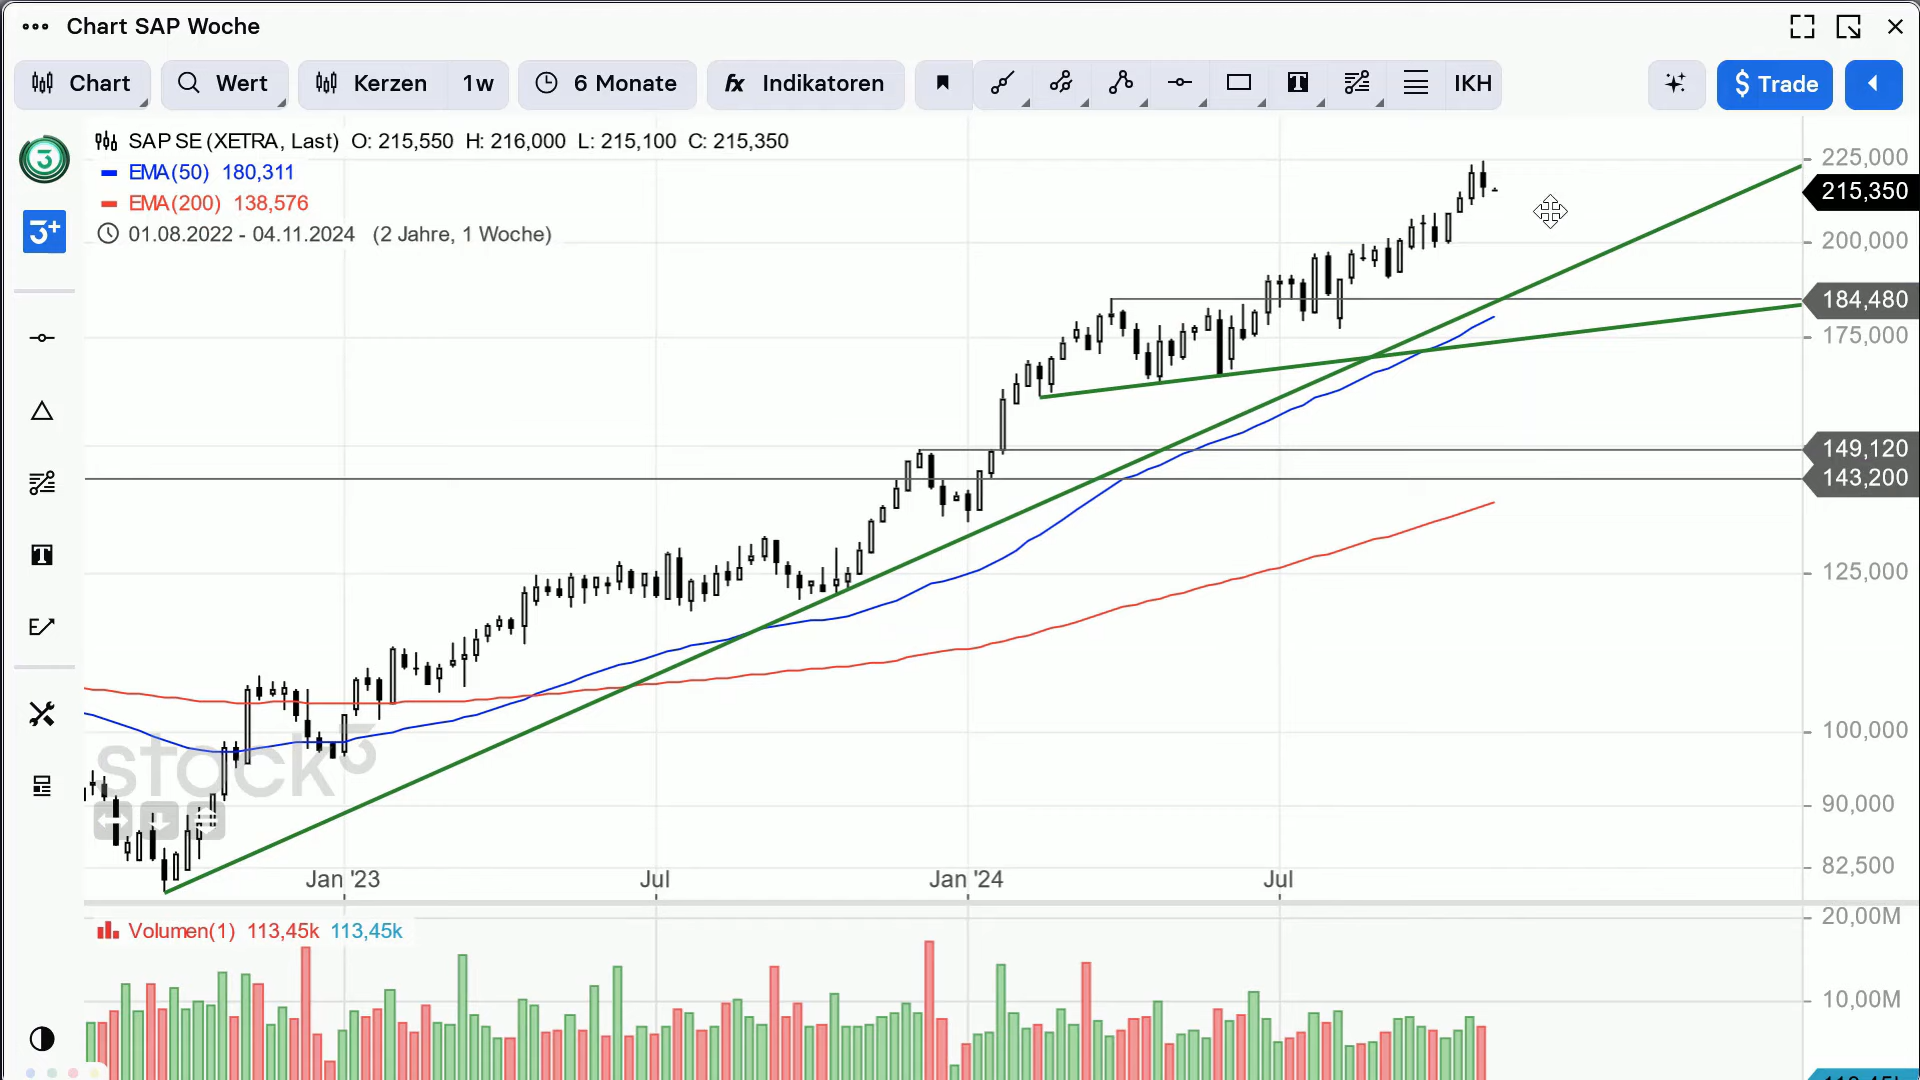 Chart SAP Woche
Chart
Wert
Kerzen
1w
6 Monate
fx Indikatoren
T
IKH
$ Trade
3
SAP SE (XETRA, Last) O: 215,550 H: 216,000 L: 215,100 C: 215,350
EMA(50) 180,311
EMA(200) 138,576
01.08.2022 - 04.11.2024 (2 Jahre, 1 Woche)
3+
225,000
215,350
200,000
184,480
175,000
149,120
143,200
125,000
100,000
90,000
82,500
T
E
stock3
Jan '23
Jul
Jan '24
Jul
Volumen(1) 113,45k 113,45k
20,00M
10,00M